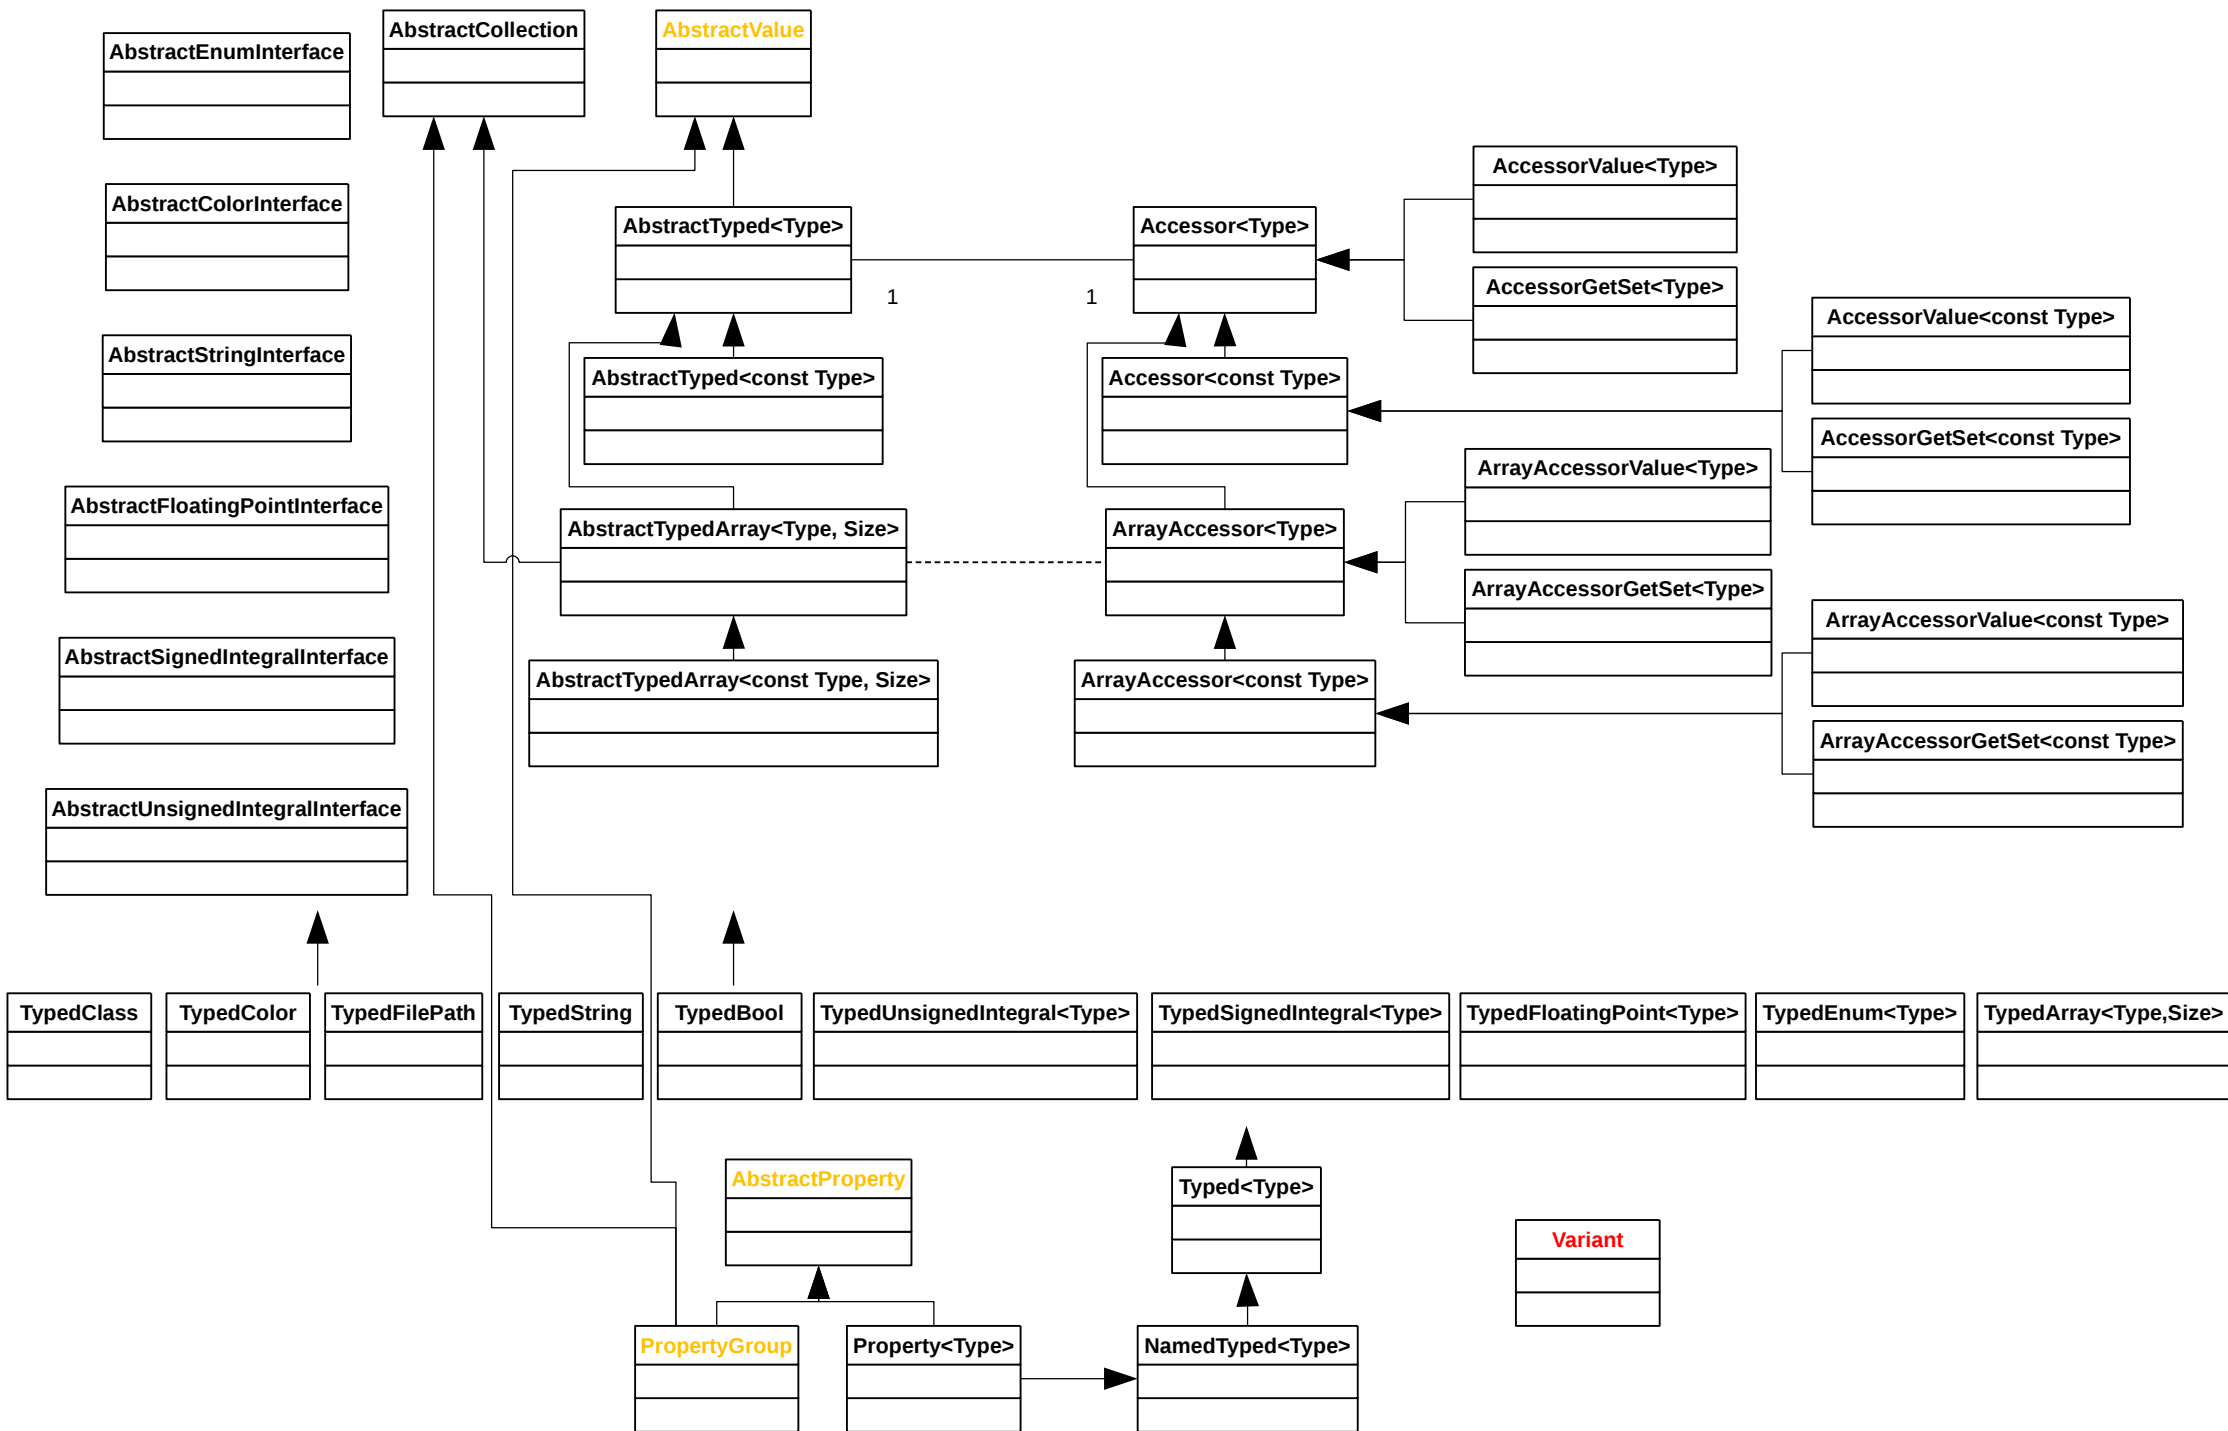 AbstractEnumInterface
AbstractCollection
AbstractValue
AbstractColorInterface
AbstractStringInterface
AbstractFloatingPointInterface
AbstractSignedIntegralInterface
AbstractUnsignedIntegralInterface
AbstractTyped<Type>
1
1
Accessor<Type>
AccessorValue<Type>
AccessorGetSet<Type>
AbstractTyped<const Type>
Accessor<const Type>
AccessorValue<const Type>
AccessorGetSet<const Type>
AbstractTypedArray<Type, Size>
ArrayAccessor<Type>
ArrayAccessorValue<Type>
ArrayAccessorGetSet<Type>
AbstractTypedArray<const Type, Size>
ArrayAccessor<const Type>
ArrayAccessorValue<const Type>
ArrayAccessorGetSet<const Type>
TypedClass
TypedColor
TypedFilePath
TypedString
TypedBool
TypedUnsignedIntegral<Type>
TypedSignedIntegral<Type>
TypedFloatingPoint<Type>
TypedEnum<Type>
TypedArray<Type,Size>
AbstractProperty
Typed<Type>
Variant
PropertyGroup
Property<Type>
NamedTyped<Type>